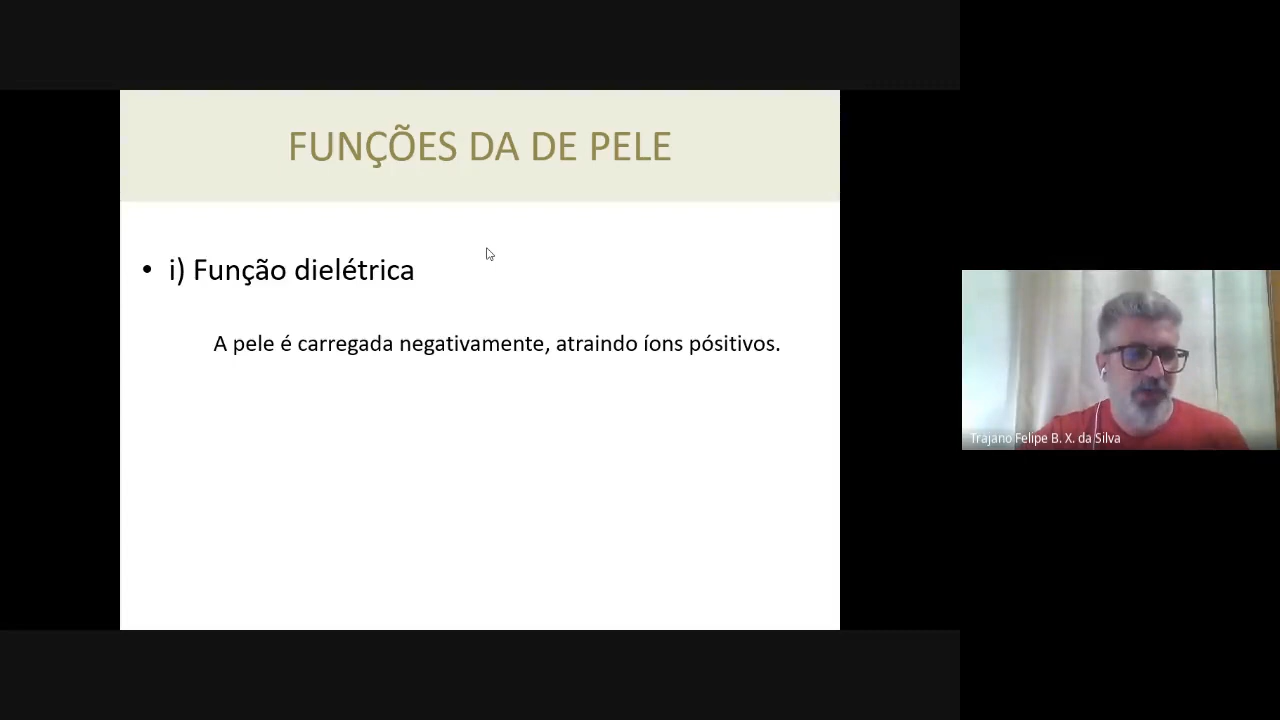 FUNÇÕES DA DE PELE
• i) Função dielétrica
A pele é carregada negativamente, atraindo íons pósitivos.
Trajano Felipe B. X. da Silva